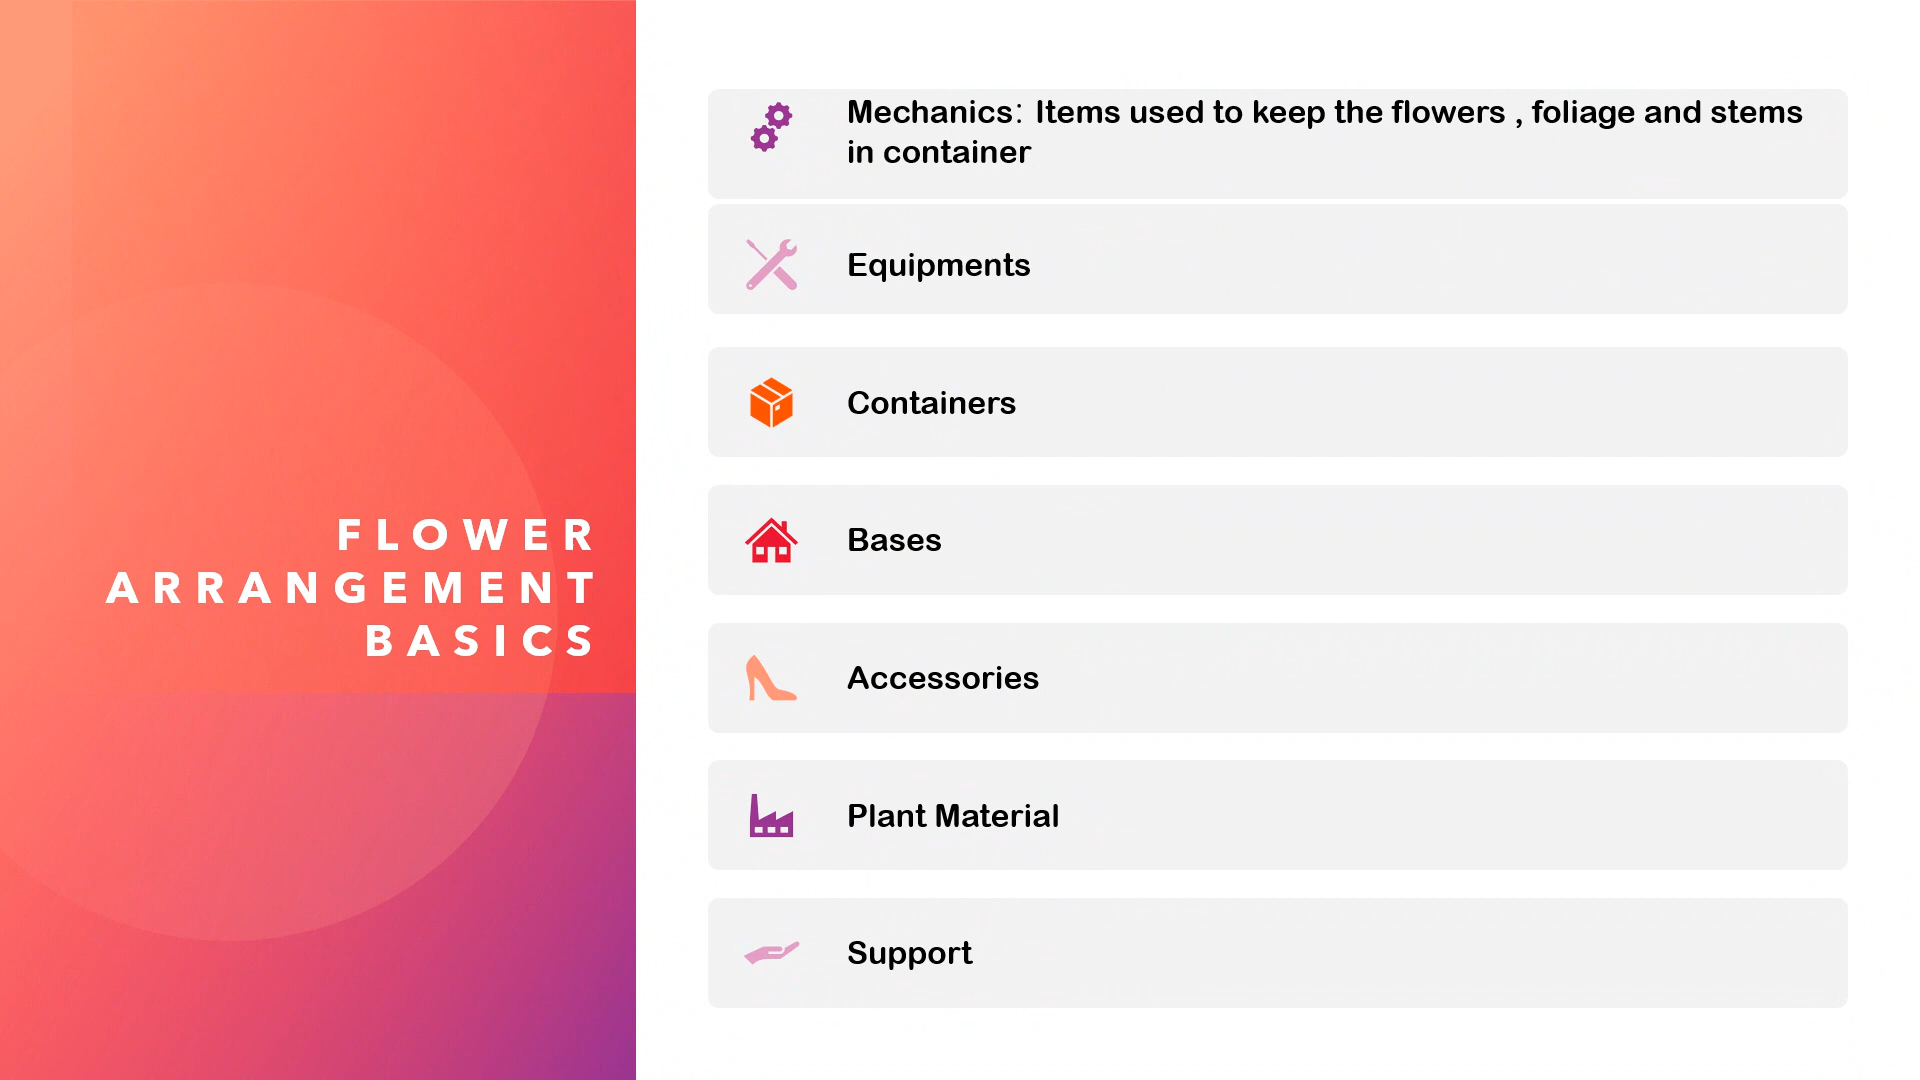 FLOWER
ARRANGEMENT
BASICS
Mechanics: Items used to keep the flowers , foliage and stems
in container
Equipments
Containers
Bases
Accessories
Plant Material
Support